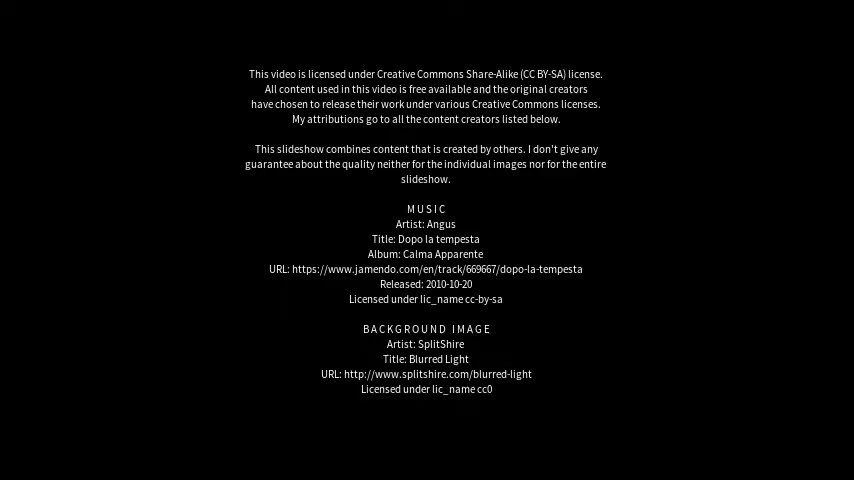 This video is licensed under Creative Commons Share-Alike (CC BY-SA) license.
All content used in this video is free available and the original creators
have chosen to release their work under various Creative Commons licenses.
My attributions go to all the content creators listed below.
This slideshow combines content that is created by others. I don't give any
guarantee about the quality neither for the individual images nor for the entire
slideshow.
M U S I C
Artist: Angus
Title: Dopo la tempesta
Album: Calma Apparente
URL: https://www.jamendo.com/en/track/669667/dopo-la-tempesta
Released: 2010-10-20
Licensed under lic_name cc-by-sa
B A C K G R O U N D   I M A G E
Artist: SplitShire
Title: Blurred Light
URL: http://www.splitshire.com/blurred-light
Licensed under lic_name cc0